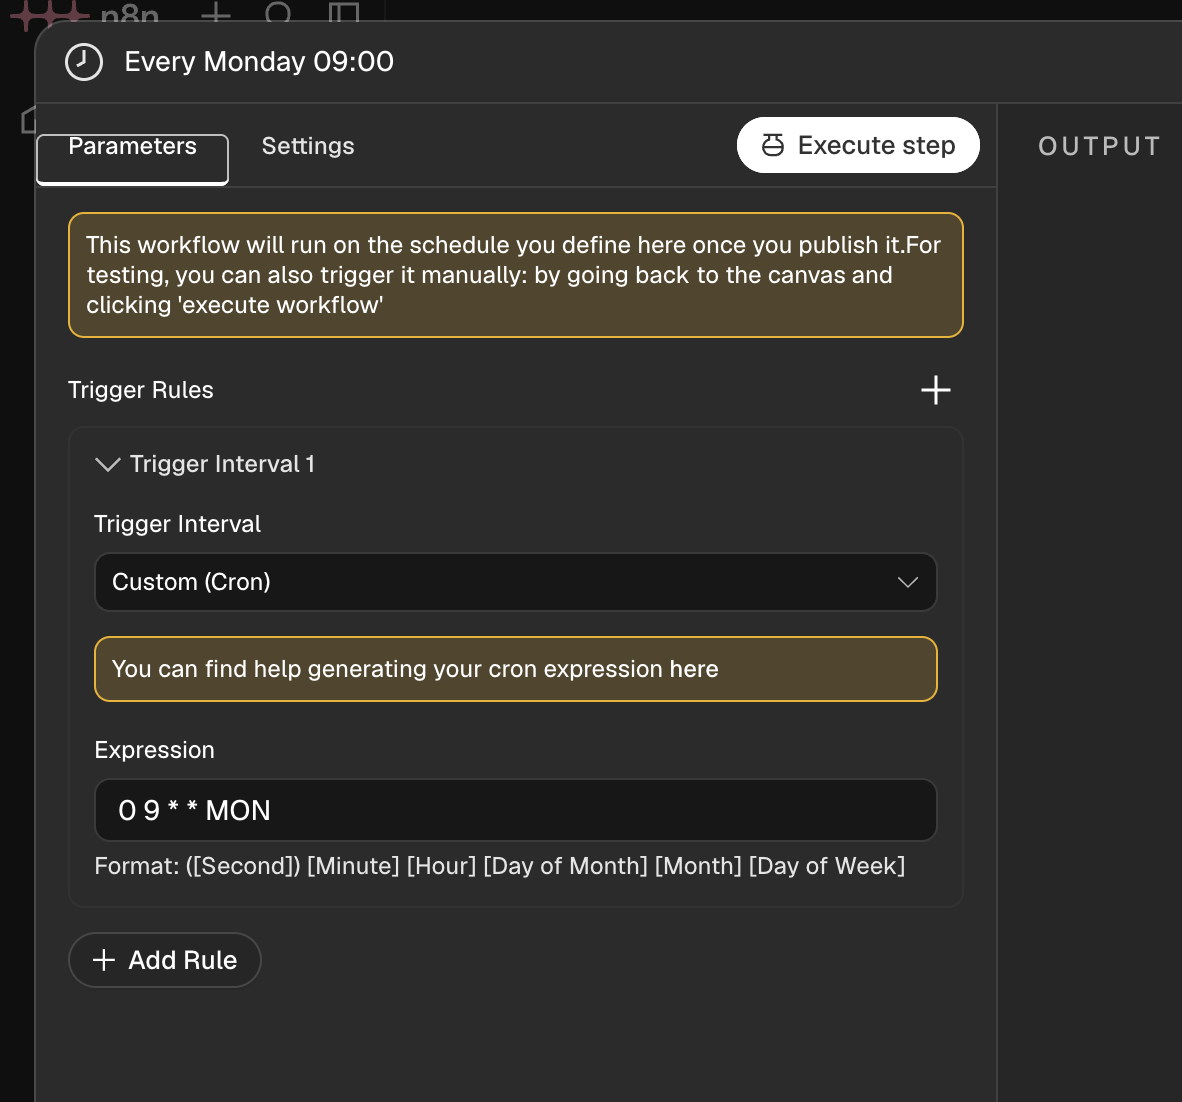 n8n
Every Monday 09:00
Parameters
Settings
Execute step
OUTPUT
This workflow will run on the schedule you define here once you publish it.For
testing, you can also trigger it manually: by going back to the canvas and
clicking 'execute workflow'
Trigger Rules
Trigger Interval 1
Trigger Interval
Custom (Cron)
You can find help generating your cron expression here
Expression
0 9 * * MON
Format: ([Second]) [Minute] [Hour] [Day of Month] [Month] [Day of Week]
Add Rule